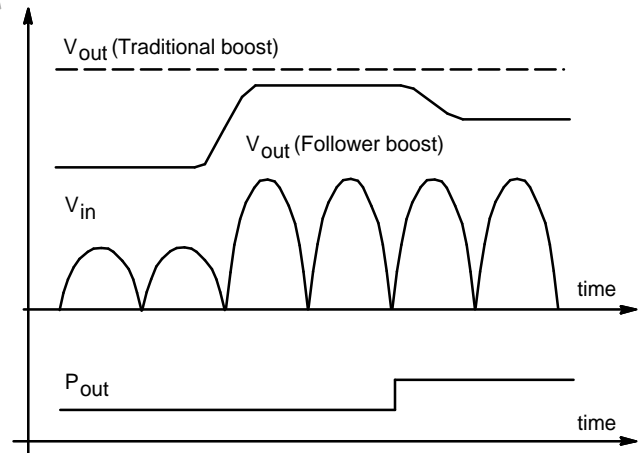 Vout (Traditional boost)
Vout (Follower boost)
Vin
time
Pout
time